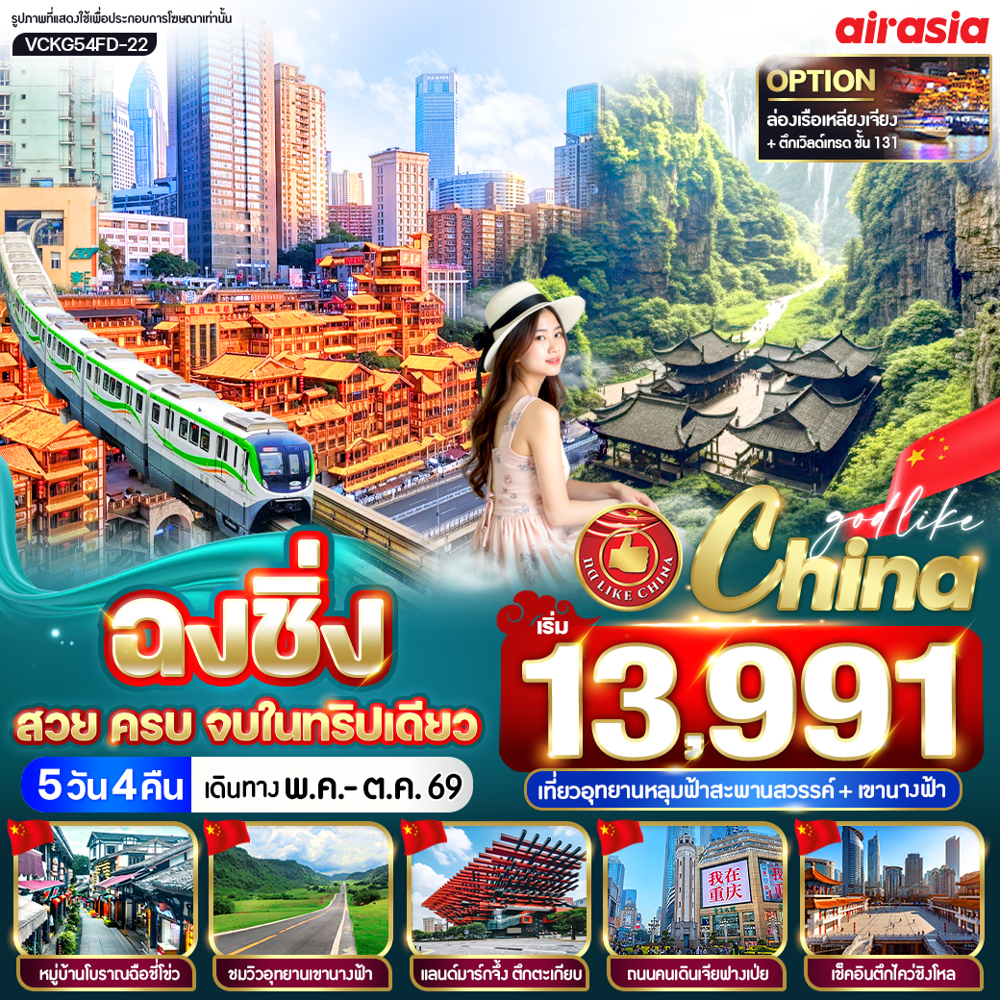 รูปภาพที่แสดงใช้เพื่อประกอบการโฆษณาเท่านั้น
VCKG54FD-22
airasia
OPTION
ล่องเรือเหลียงเจียง
+ ตึกเวิลด์เทรด ชั้น 131
godlike
China
กด LIKE CHINA
ฉงชิ่ง
สวย ครบ จบในทริปเดียว
5 วัน 4 คืน เดินทาง พ.ค.- ต.ค. 69
เริ่ม
13,991
เที่ยวอุทยานหลุมฟ้าสะพานสวรรค์ + เขานางฟ้า
我在
重庆
หมู่บ้านโบราณฉือชี่โข่ว
ชมวิวอุทยานเขานางฟ้า
แลนด์มาร์กจึ้ง ตึกตะเกียบ
ถนนคนเดินเจียฟางเป่ย
เช็คอินตึกไคว่ชิงโหล